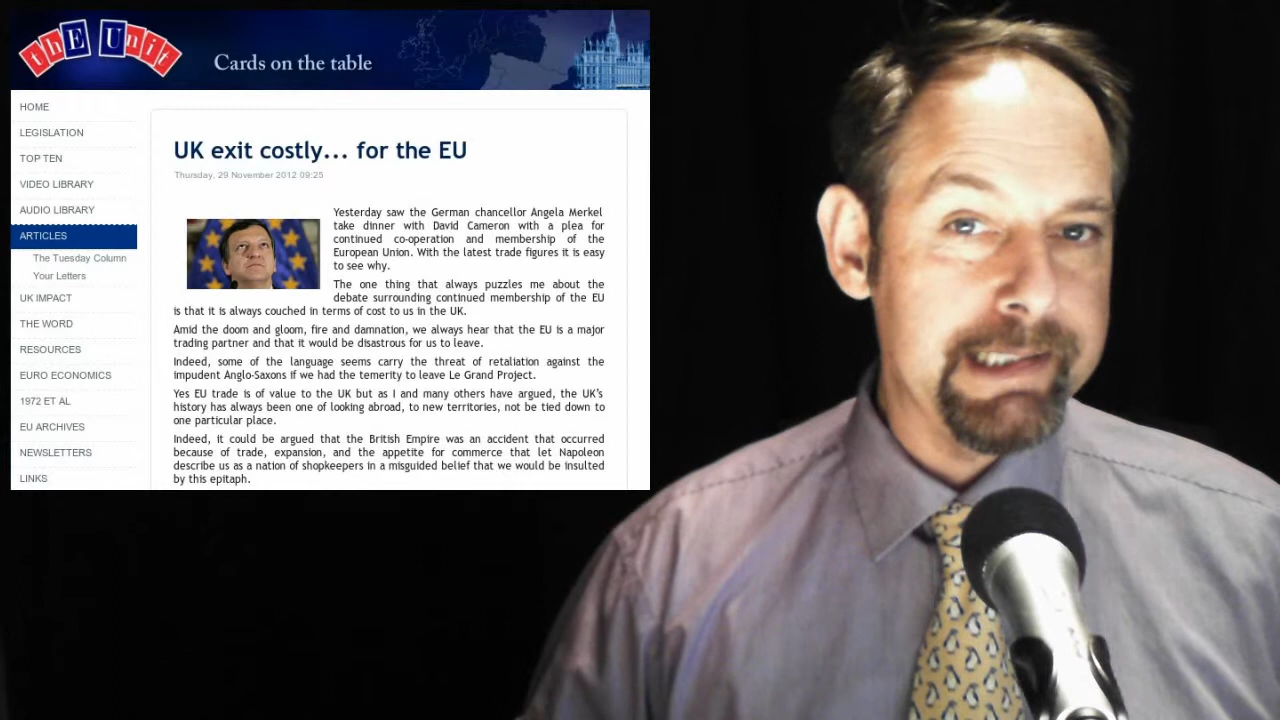 thE Unit
Cards on the table
HOME
LEGISLATION
TOP TEN
VIDEO LIBRARY
AUDIO LIBRARY
ARTICLES
The Tuesday Column
Your Letters
UK IMPACT
THE WORD
RESOURCES
EURO ECONOMICS
1972 ET AL
EU ARCHIVES
NEWSLETTERS
LINKS
UK exit costly... for the EU
Thursday, 29 November 2012 09:25
Yesterday saw the German chancellor Angela Merkel
take dinner with David Cameron with a plea for
continued co-operation and membership of the
European Union. With the latest trade figures it is easy
to see why.
The one thing that always puzzles me about the
debate surrounding continued membership of the EU
is that it is always couched in terms of cost to us in the UK.
Amid the doom and gloom, fire and damnation, we always hear that the EU is a major
trading partner and that it would be disastrous for us to leave.
Indeed, some of the language seems carry the threat of retaliation against the
impudent Anglo-Saxons if we had the temerity to leave Le Grand Project.
Yes EU trade is of value to the UK but as I and many others have argued, the UK's
history has always been one of looking abroad, to new territories, not be tied down to
one particular place.
Indeed, it could be argued that the British Empire was an accident that occurred
because of trade, expansion, and the appetite for commerce that let Napoleon
describe us as a nation of shopkeepers in a misguided belief that we would be insulted
by this epitaph.